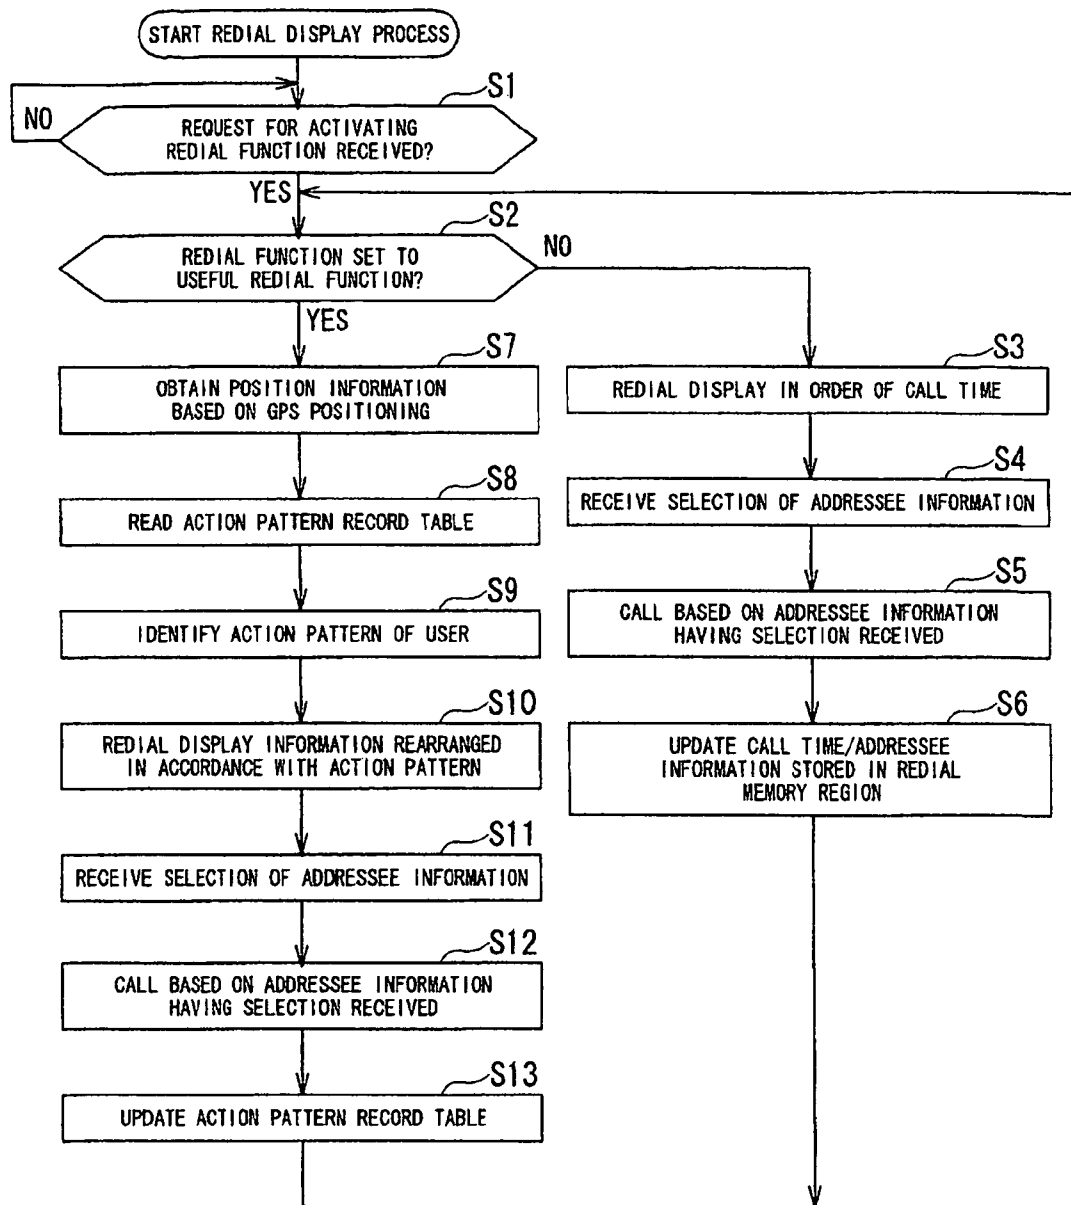 START REDIAL DISPLAY PROCESS
S1
NO
REQUEST FOR ACTIVATING
REDIAL FUNCTION RECEIVED?
YES
S2
REDIAL FUNCTION SET TO
USEFUL REDIAL FUNCTION?
NO
YES
S7
OBTAIN POSITION INFORMATION
BASED ON GPS POSITIONING
S8
READ ACTION PATTERN RECORD TABLE
S9
IDENTIFY ACTION PATTERN OF USER
S10
REDIAL DISPLAY INFORMATION REARRANGED
IN ACCORDANCE WITH ACTION PATTERN
S11
RECEIVE SELECTION OF ADDRESSEE INFORMATION
S12
CALL BASED ON ADDRESSEE INFORMATION
HAVING SELECTION RECEIVED
S13
UPDATE ACTION PATTERN RECORD TABLE
S3
REDIAL DISPLAY IN ORDER OF CALL TIME
S4
RECEIVE SELECTION OF ADDRESSEE INFORMATION
S5
CALL BASED ON ADDRESSEE INFORMATION
HAVING SELECTION RECEIVED
S6
UPDATE CALL TIME/ADDRESSEE
INFORMATION STORED IN REDIAL
MEMORY REGION